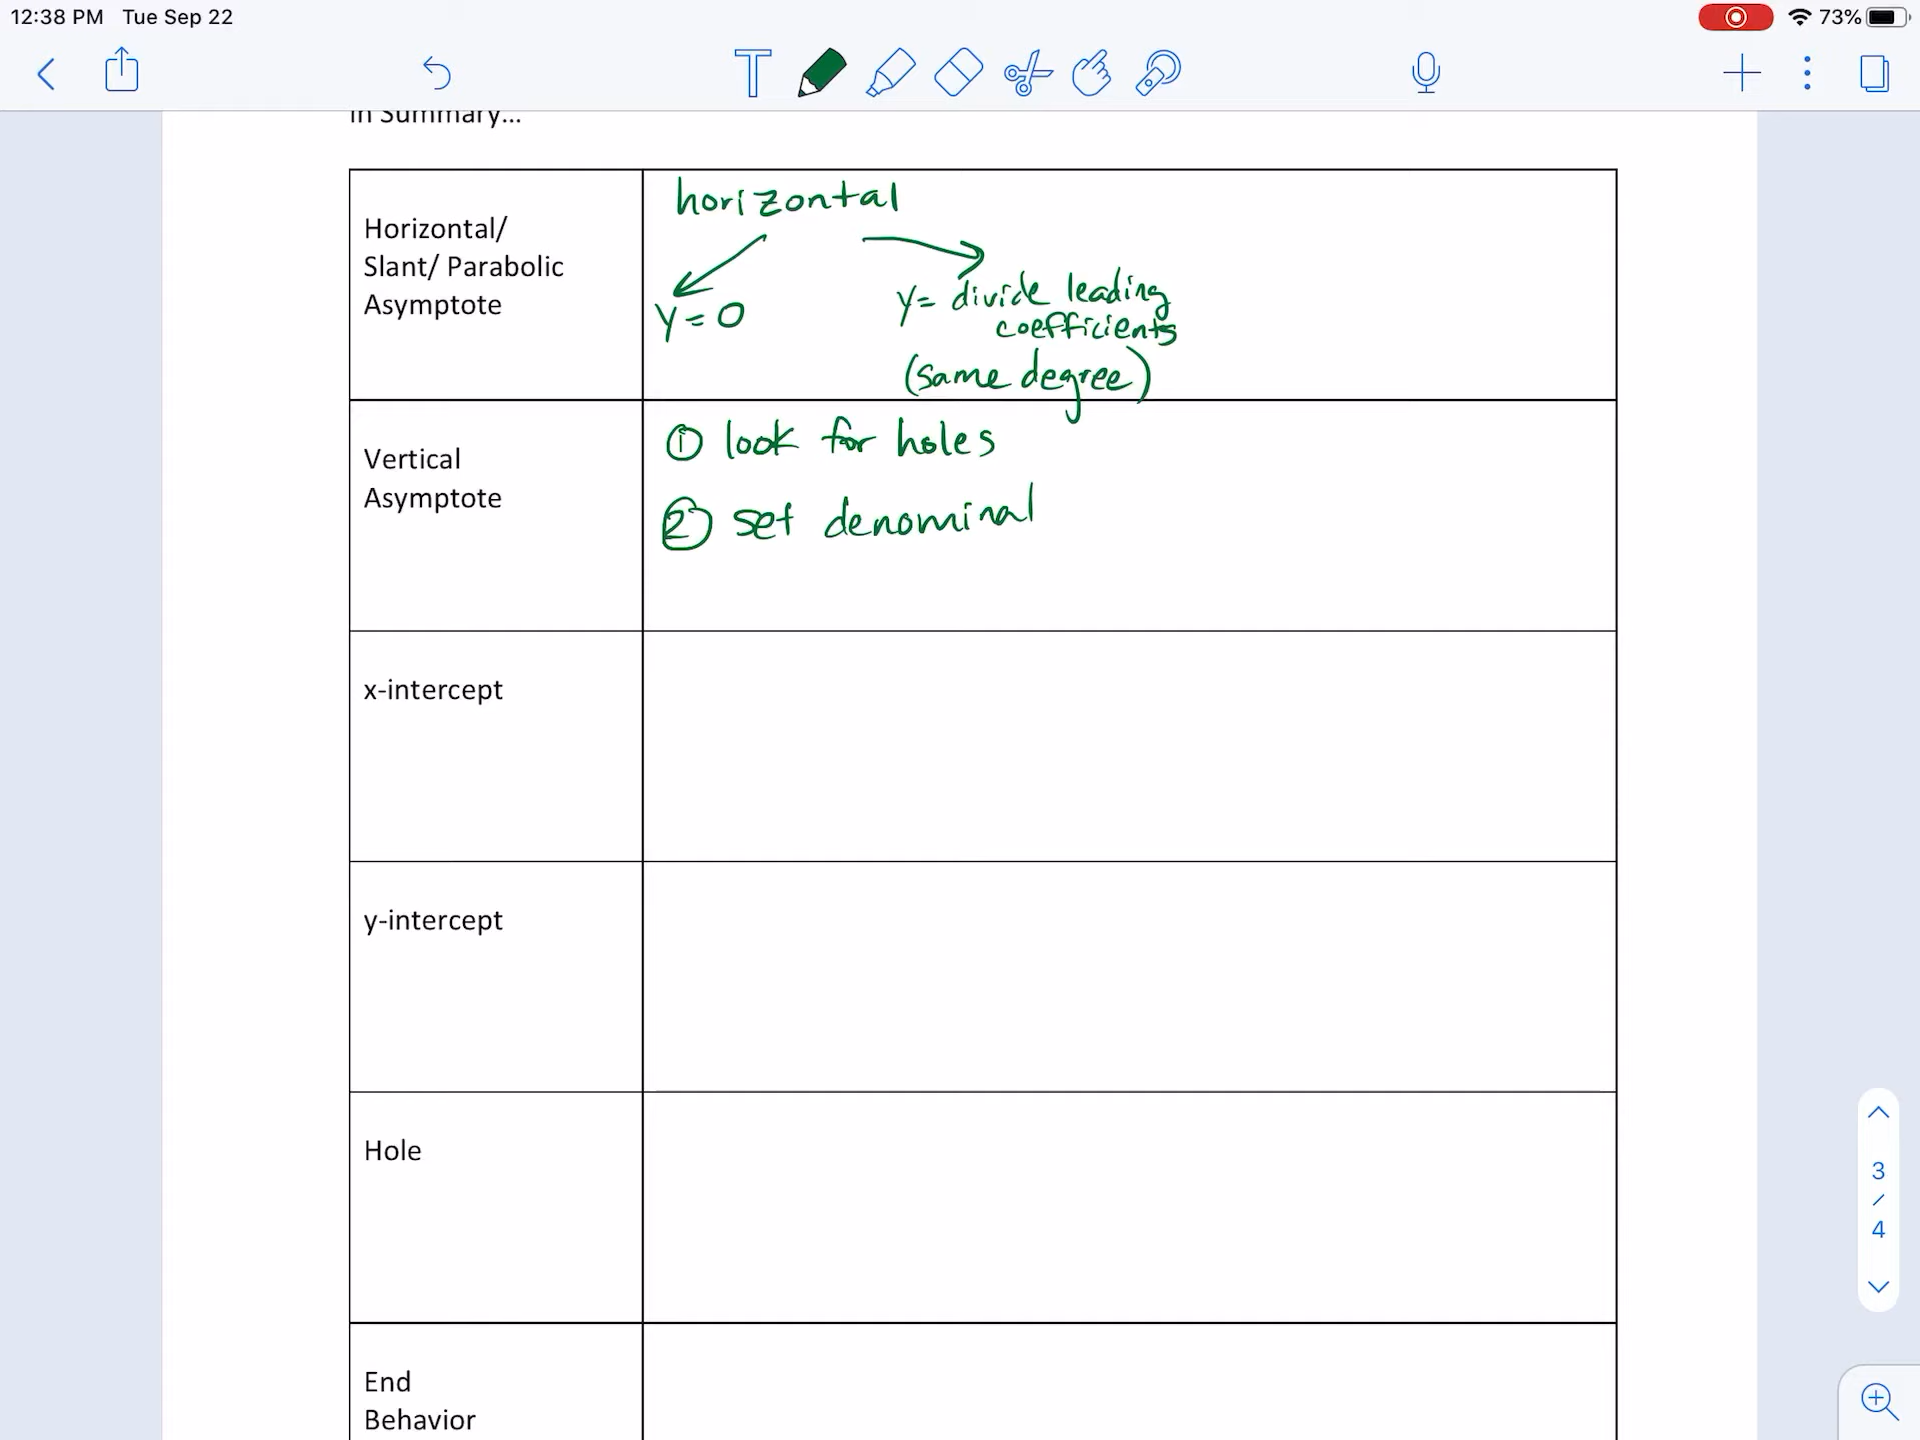 12:38 PM Tue Sep 22
73%
T
In Summary...
Horizontal/
Slant/ Parabolic
Asymptote
horizontal
y = 0
y = divide leading
coefficients
(same degree)
Vertical
Asymptote
① look for holes
② set denominal
x-intercept
y-intercept
Hole
End
Behavior
3
/
4